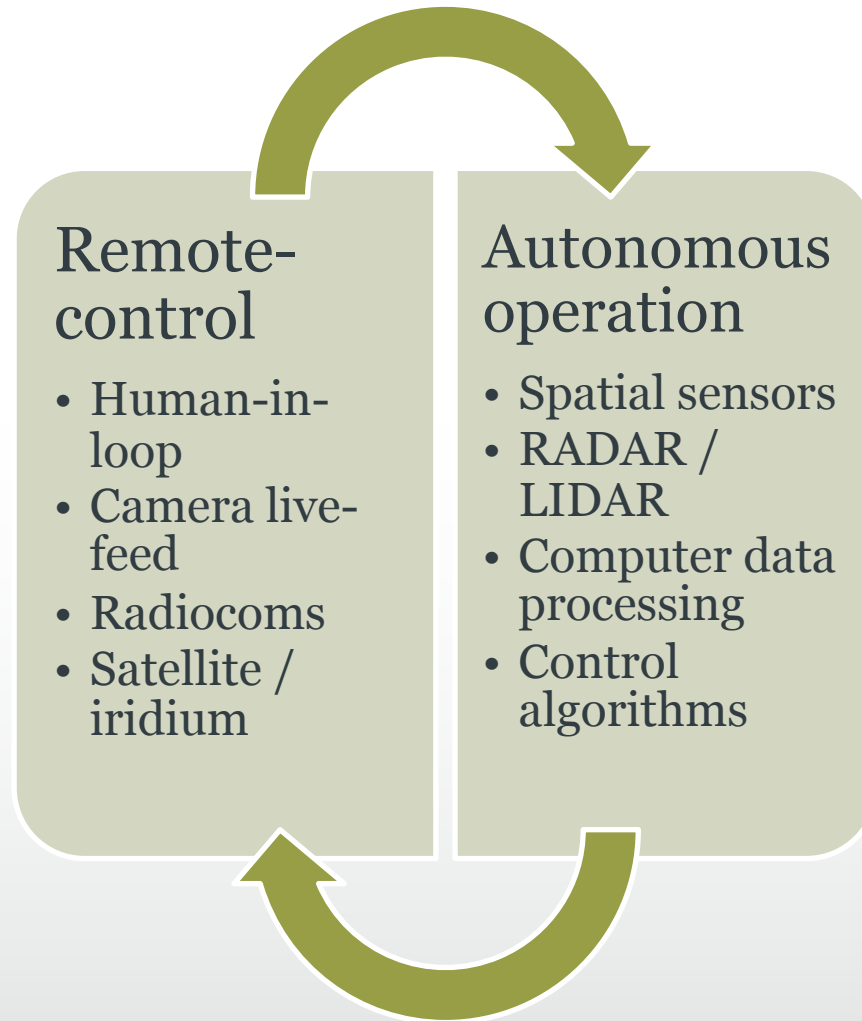 Remote-
control
• Human-in-
loop
• Camera live-
feed
• Radiocoms
• Satellite /
iridium
Autonomous
operation
• Spatial sensors
• RADAR /
LIDAR
• Computer data
processing
• Control
algorithms